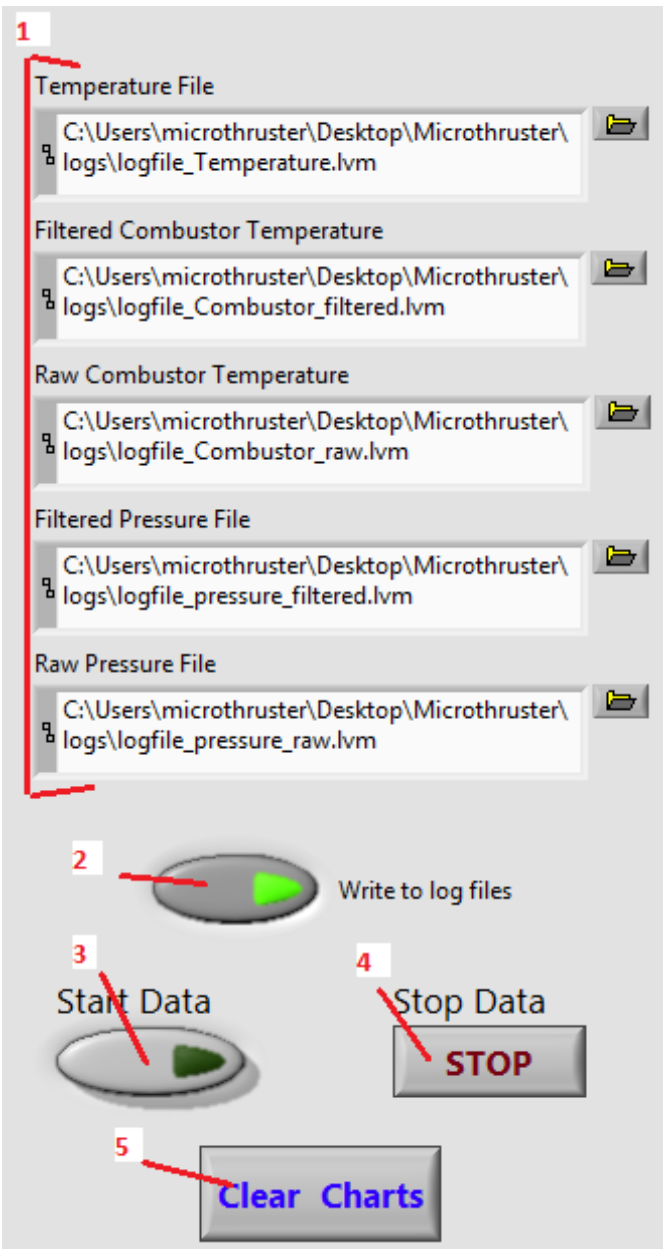 1
Temperature File
C:\Users\microthruster\Desktop\Microthruster\
logs\logfile_Temperature.lvm
Filtered Combustor Temperature
C:\Users\microthruster\Desktop\Microthruster\
logs\logfile_Combustor_filtered.lvm
Raw Combustor Temperature
C:\Users\microthruster\Desktop\Microthruster\
logs\logfile_Combustor_raw.lvm
Filtered Pressure File
C:\Users\microthruster\Desktop\Microthruster\
logs\logfile_pressure_filtered.lvm
Raw Pressure File
C:\Users\microthruster\Desktop\Microthruster\
logs\logfile_pressure_raw.lvm
2
Write to log files
3
4
Start Data
Stop Data
STOP
5
Clear Charts